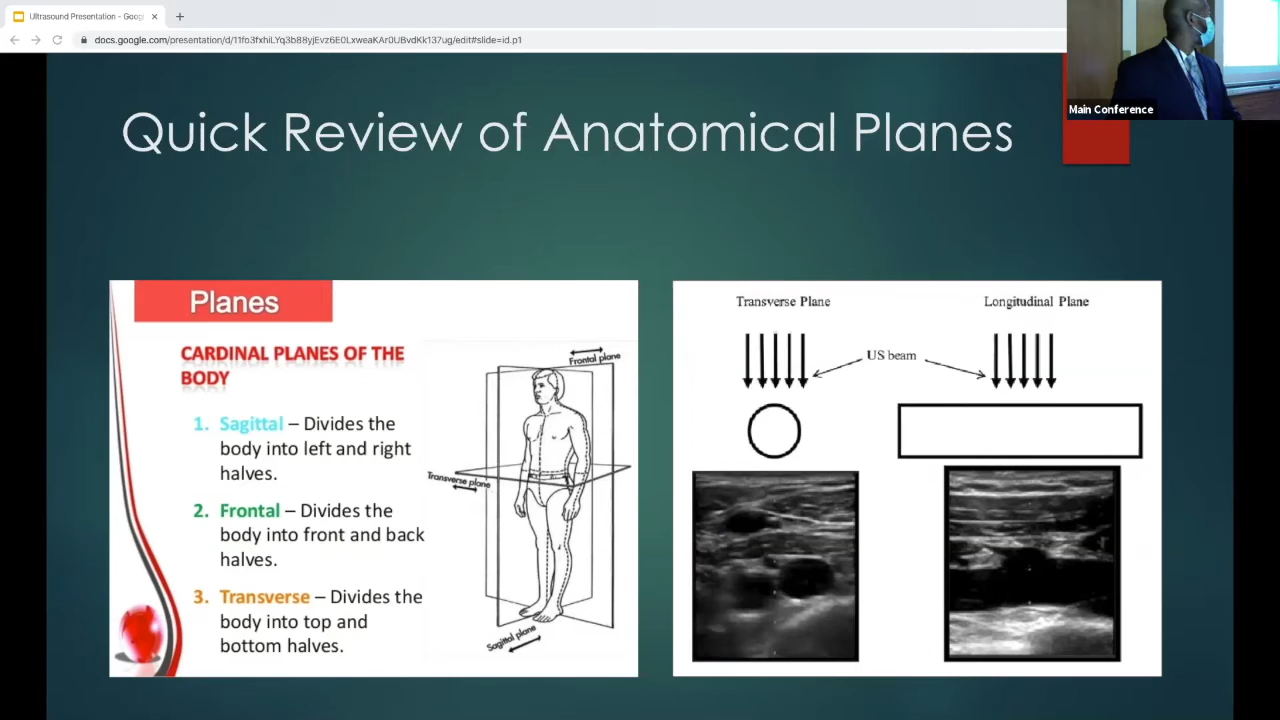 Ultrasound Presentation - Goog
docs.google.com/presentation/d/11fo3fxhiLYq3b88yjEvz6E0LxweaKAr0UBvdKk137ug/edit#slide=id.p1
Main Conference
Quick Review of Anatomical Planes
Planes
CARDINAL PLANES OF THE
BODY
1. Sagittal – Divides the
body into left and right
halves.
2. Frontal – Divides the
body into front and back
halves.
3. Transverse – Divides the
body into top and
bottom halves.
Frontal plane
Transverse plane
Sagittal plane
Transverse Plane
Longitudinal Plane
US beam